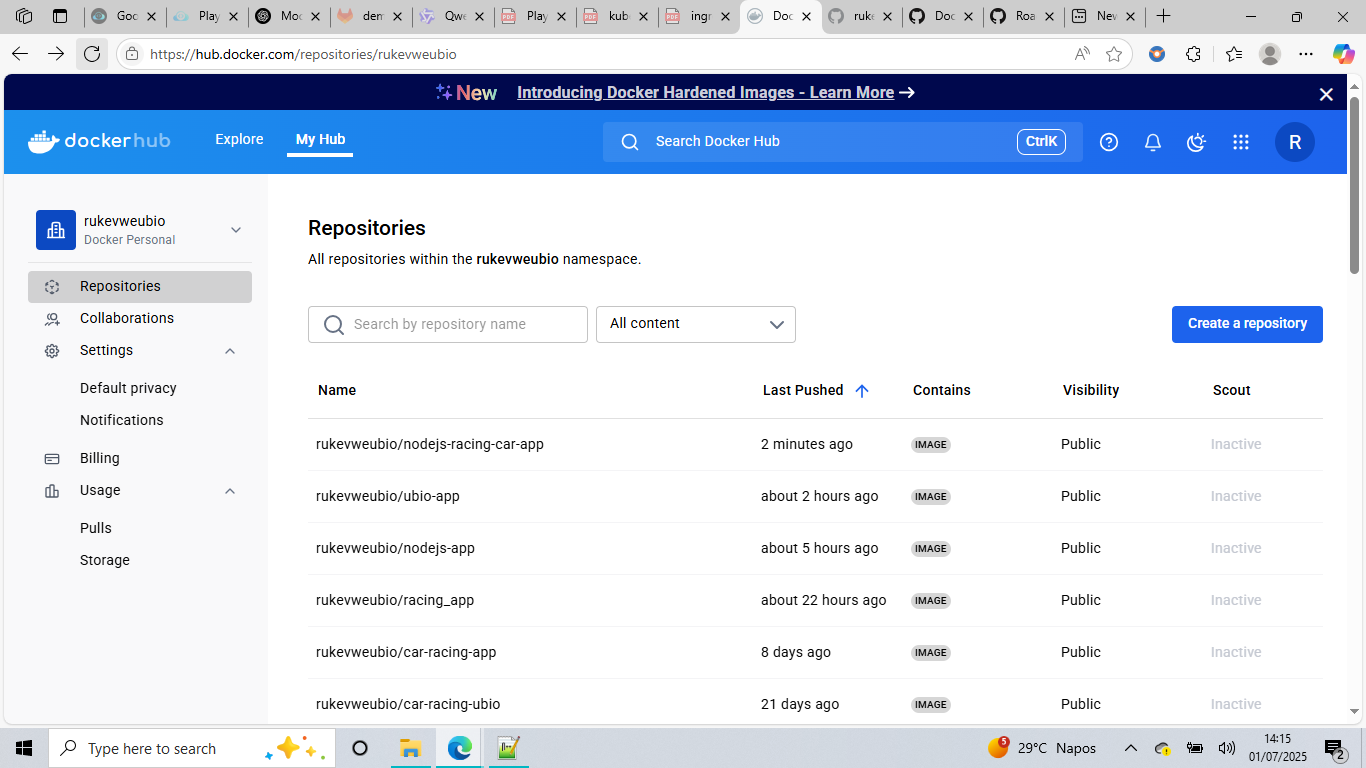 Goc
Play
Moc
den
Qwe
Play
kub
ingr
Doc
ruke
Doc
Roa
New
https://hub.docker.com/repositories/rukevweubio
New Introducing Docker Hardened Images - Learn More →
dockerhub Explore My Hub Search Docker Hub CtrlK R
rukevweubio
Docker Personal
Repositories
Collaborations
Settings
Default privacy
Notifications
Billing
Usage
Pulls
Storage
Repositories
All repositories within the rukevweubio namespace.
Search by repository name All content Create a repository
Name Last Pushed Contains Visibility Scout
rukevweubio/nodejs-racing-car-app 2 minutes ago IMAGE Public Inactive
rukevweubio/ubio-app about 2 hours ago IMAGE Public Inactive
rukevweubio/nodejs-app about 5 hours ago IMAGE Public Inactive
rukevweubio/racing_app about 22 hours ago IMAGE Public Inactive
rukevweubio/car-racing-app 8 days ago IMAGE Public Inactive
rukevweubio/car-racing-ubio 21 days ago IMAGE Public Inactive
Type here to search
5 29°C Napos
14:15
01/07/2025
2